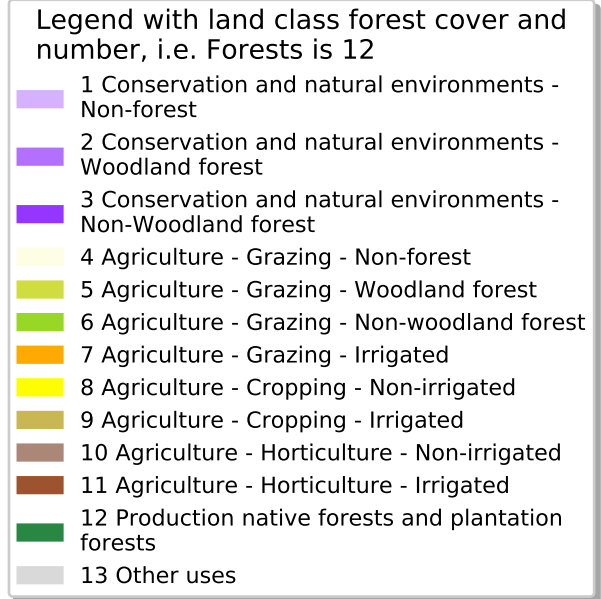 Legend with land class forest cover and
number, i.e. Forests is 12
1 Conservation and natural environments -
Non-forest
2 Conservation and natural environments -
Woodland forest
3 Conservation and natural environments -
Non-Woodland forest
4 Agriculture - Grazing - Non-forest
5 Agriculture - Grazing - Woodland forest
6 Agriculture - Grazing - Non-woodland forest
7 Agriculture - Grazing - Irrigated
8 Agriculture - Cropping - Non-irrigated
9 Agriculture - Cropping - Irrigated
10 Agriculture - Horticulture - Non-irrigated
11 Agriculture - Horticulture - Irrigated
12 Production native forests and plantation
forests
13 Other uses